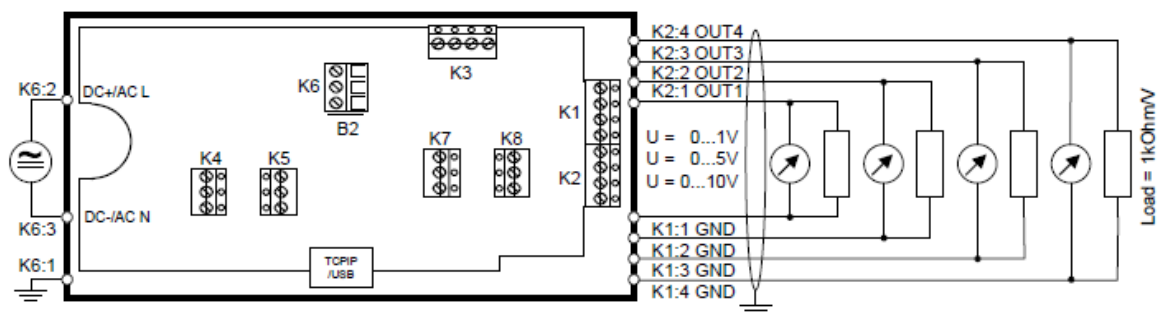 K6:2
DC+/AC L
DC-/AC N
K6:3
K6:1
K6
B2
K3
K4
K5
K7
K8
K1
K2
TCPIP
/USB
K2:4 OUT4
K2:3 OUT3
K2:2 OUT2
K2:1 OUT1
U = 0...1V
U = 0...5V
U = 0...10V
K1:1 GND
K1:2 GND
K1:3 GND
K1:4 GND
Load = 1kOhm/V